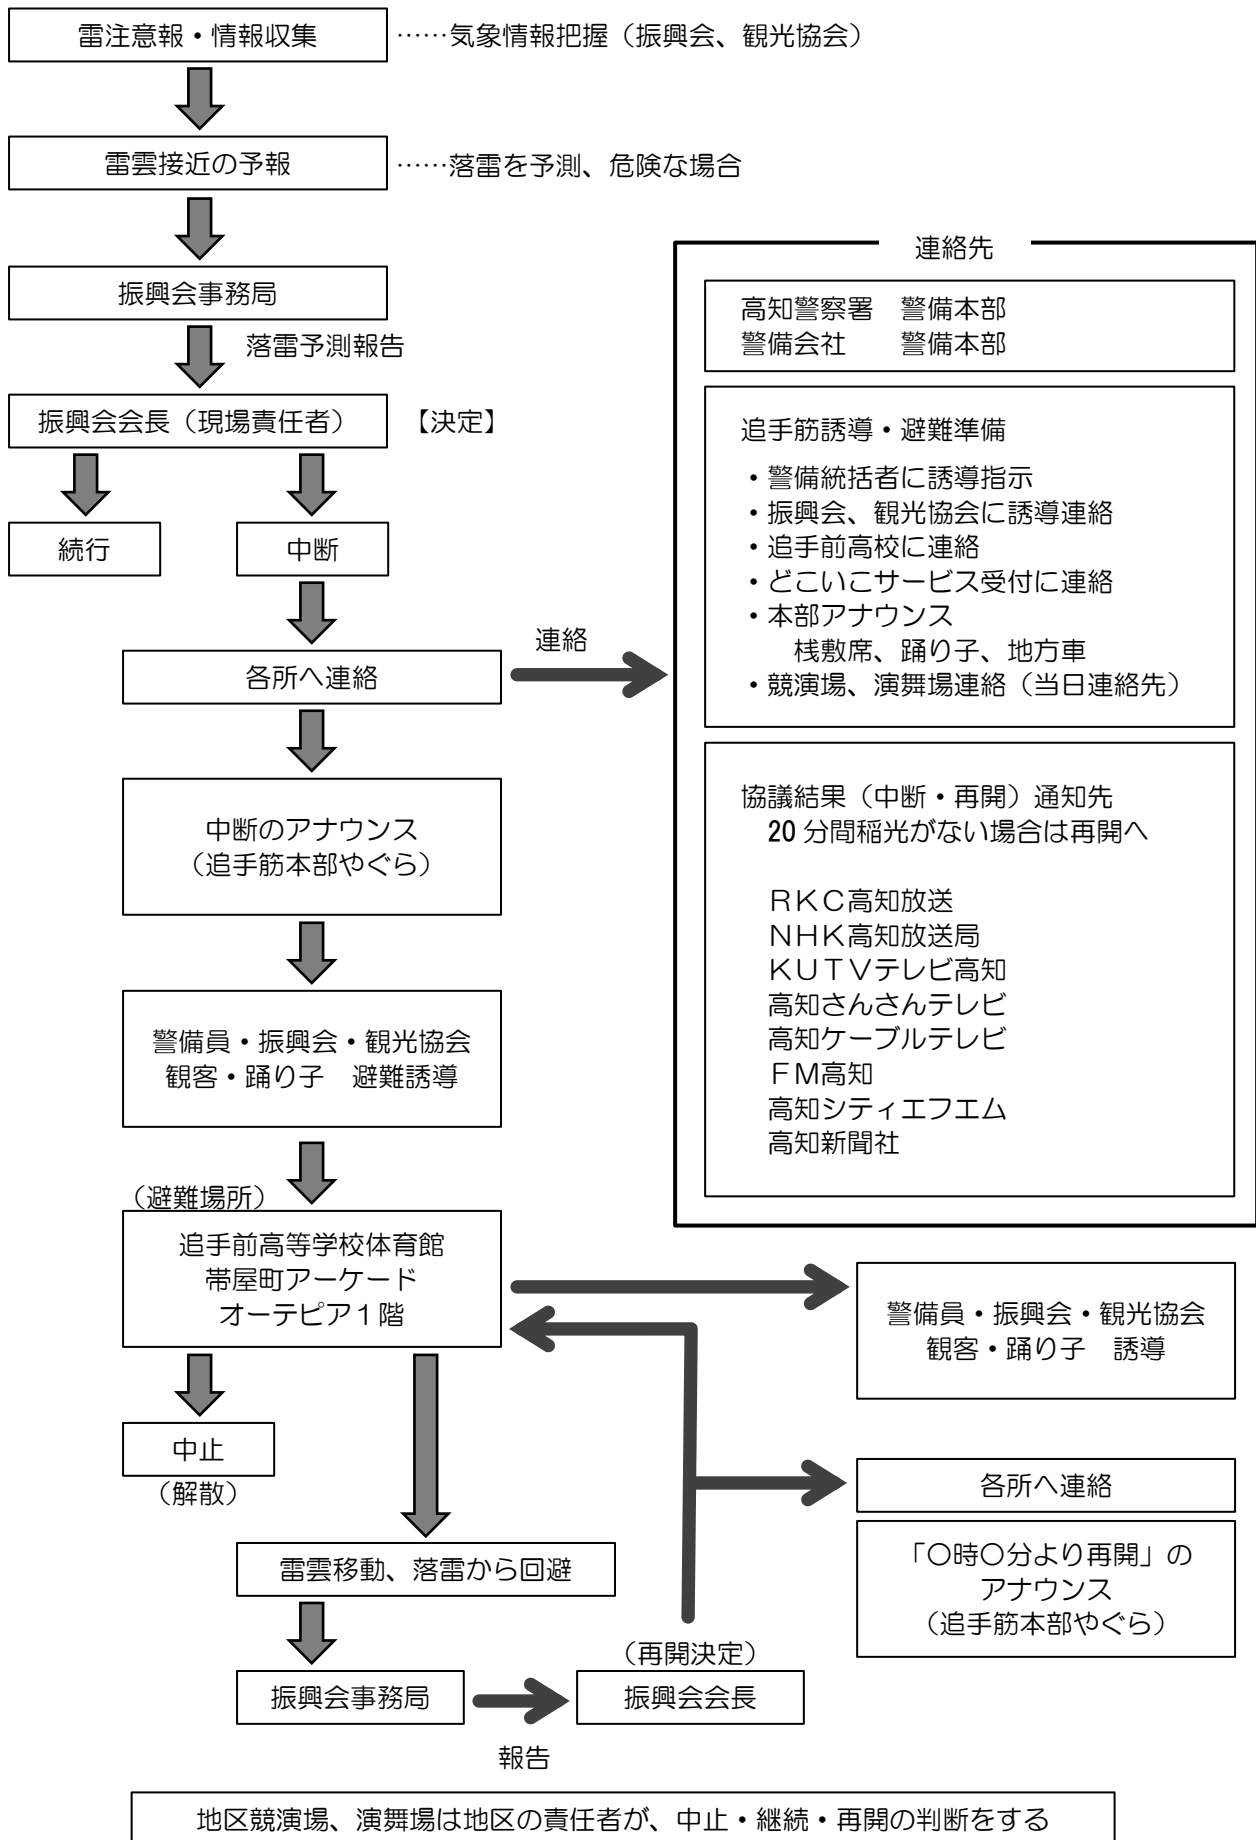 雷注意報・情報収集
……気象情報把握（振興会、観光協会）
雷雲接近の予報
……落雷を予測、危険な場合
振興会事務局
落雷予測報告
振興会会長（現場責任者）
【決定】
続行
中断
各所へ連絡
連絡
中断のアナウンス
（追手筋本部やぐら）
警備員・振興会・観光協会
観客・踊り子　避難誘導
（避難場所）
追手前高等学校体育館
帯屋町アーケード
オーテピア１階
中止
（解散）
雷雲移動、落雷から回避
振興会事務局
報告
（再開決定）
振興会会長
連絡先
高知警察署　警備本部
警備会社　　警備本部
追手筋誘導・避難準備
・警備統括者に誘導指示
・振興会、観光協会に誘導連絡
・追手前高校に連絡
・どこいこサービス受付に連絡
・本部アナウンス
桟敷席、踊り子、地方車
・競演場、演舞場連絡（当日連絡先）
協議結果（中断・再開）通知先
20 分間稲光がない場合は再開へ
ＲＫＣ高知放送
ＮＨＫ高知放送局
ＫＵＴＶテレビ高知
高知さんさんテレビ
高知ケーブルテレビ
ＦＭ高知
高知シティエフエム
高知新聞社
警備員・振興会・観光協会
観客・踊り子　誘導
各所へ連絡
「〇時〇分より再開」の
アナウンス
（追手筋本部やぐら）
地区競演場、演舞場は地区の責任者が、中止・継続・再開の判断をする